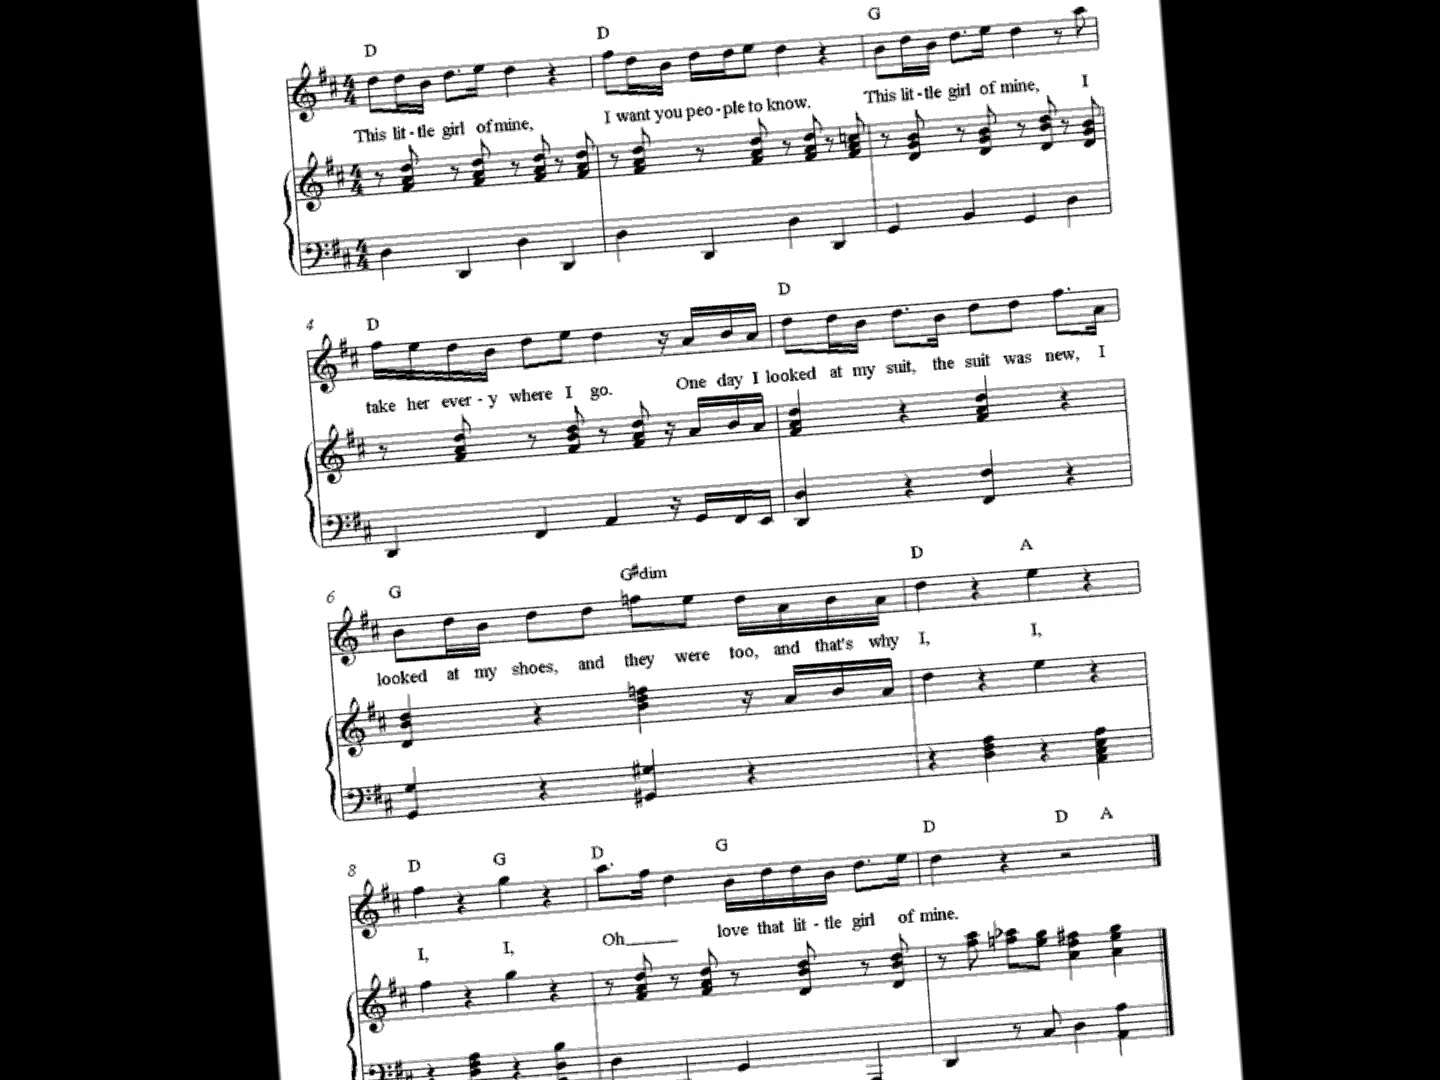 D D G
This lit - tle girl of mine, I want you peo - ple to know. This lit - tle girl of mine, I
4 D D
take her ever - y where I go. One day I looked at my suit, the suit was new, I
6 G G#dim D A
looked at my shoes, and they were too, and that's why I, I,
8 D G D G D D A
I, I, Oh______ love that lit - tle girl of mine.